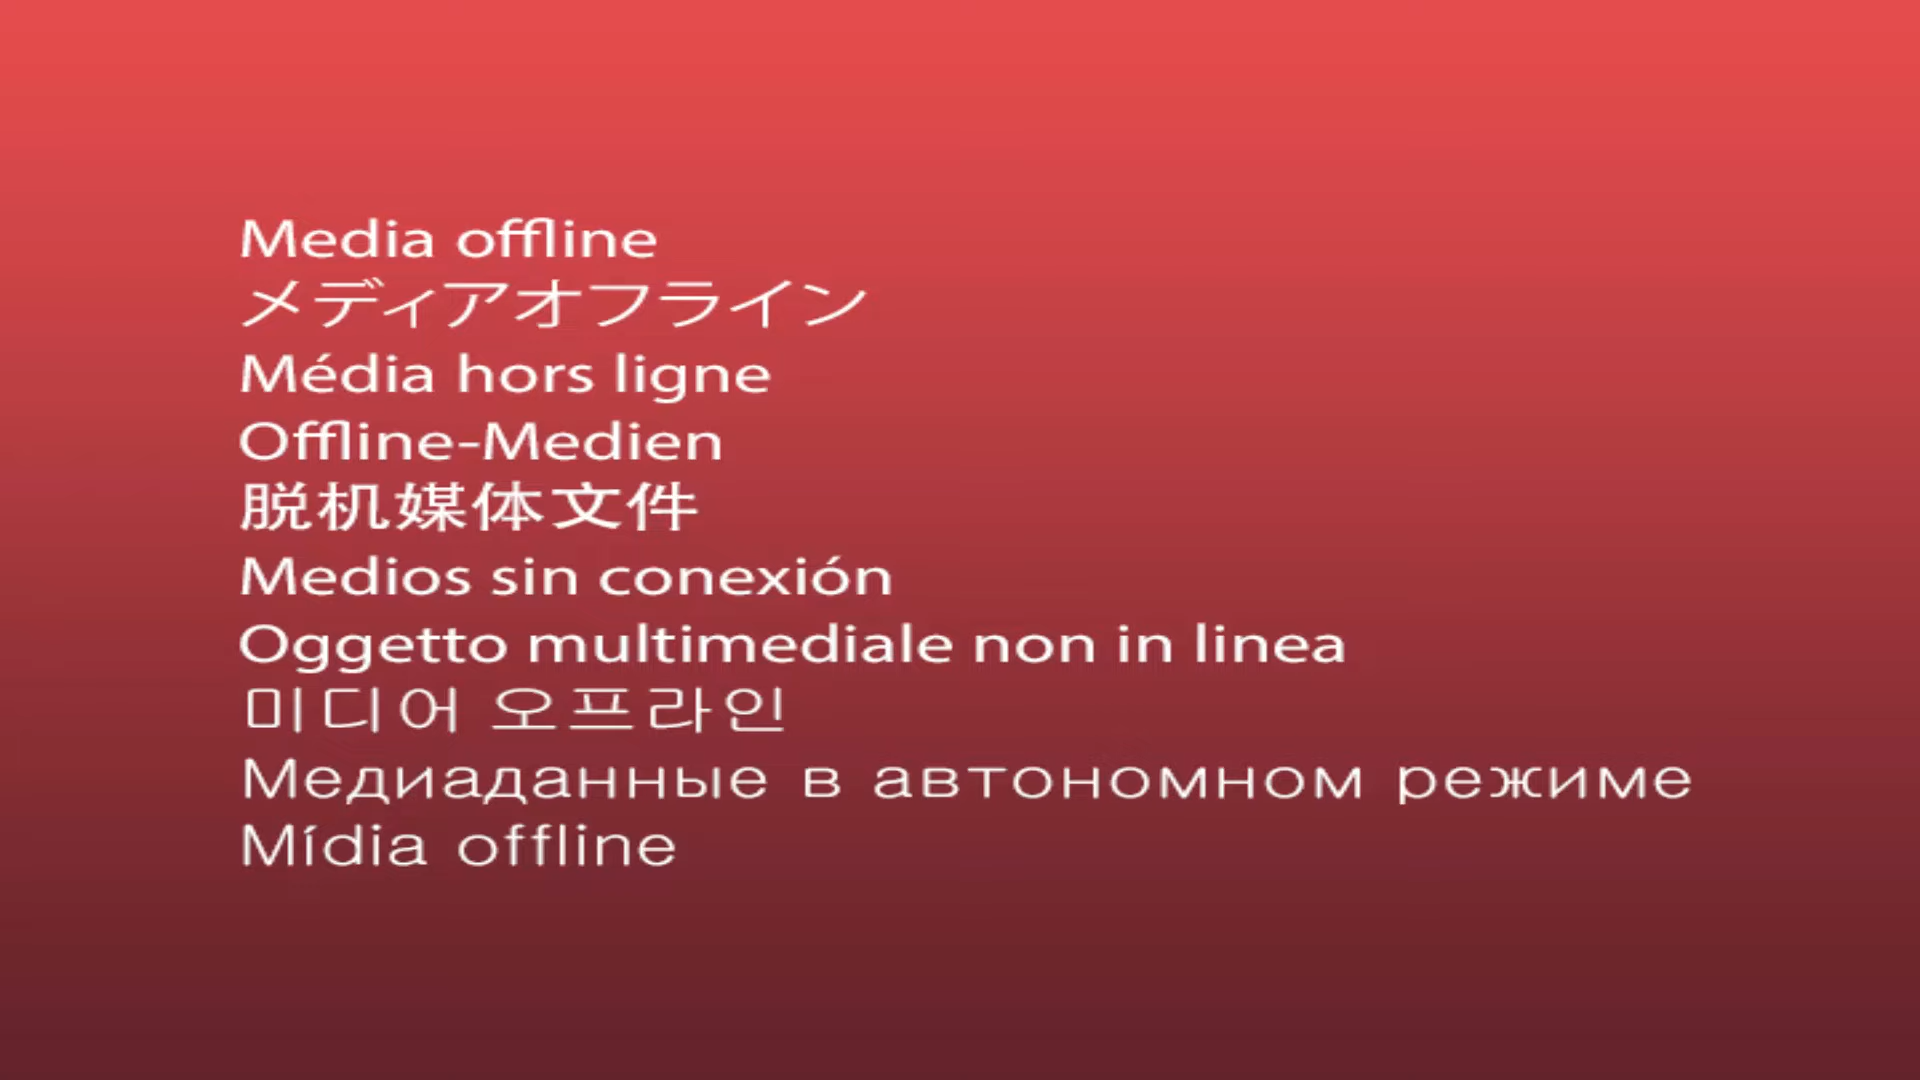 Media offline
メディアオフライン
Média hors ligne
Offline-Medien
脱机媒体文件
Medios sin conexión
Oggetto multimediale non in linea
미디어 오프라인
Медиаданные в автономном режиме
Mídia offline